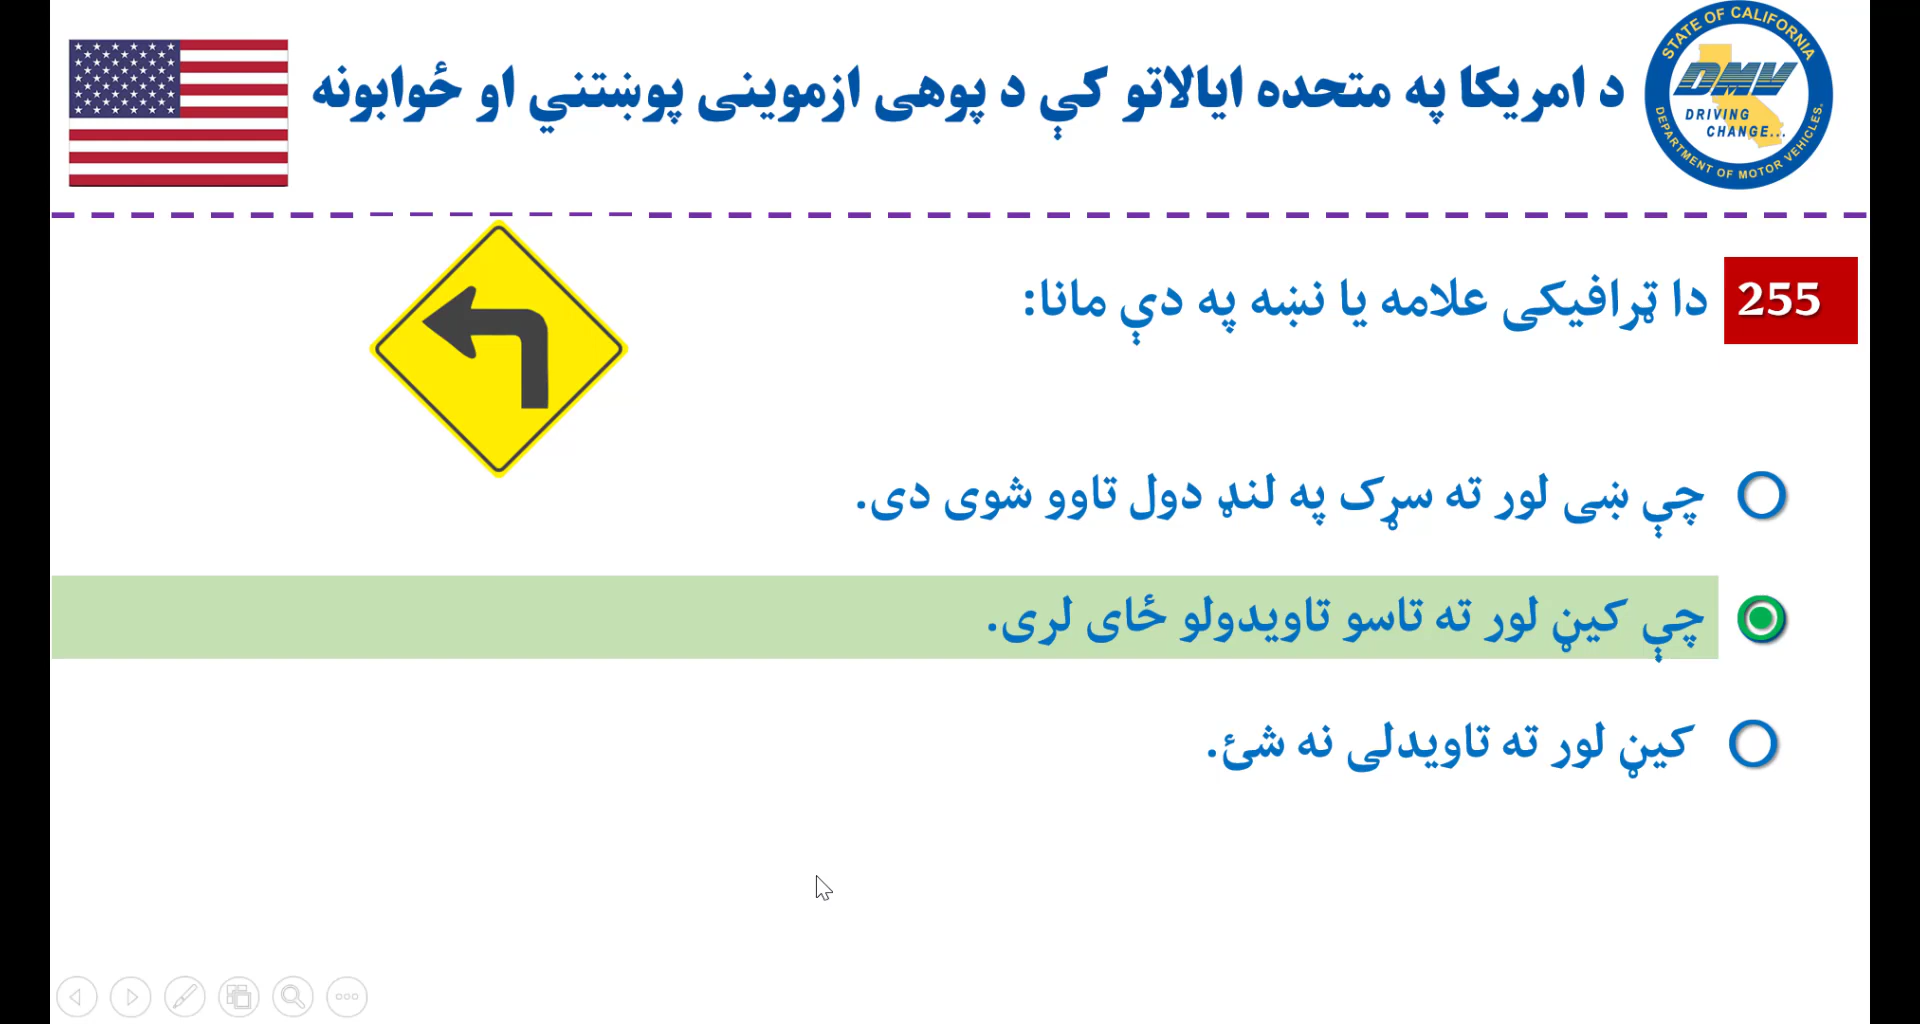 د امریکا په متحده ایالاتو کې د پوهی ازموینی پوښتنې او ځوابونه
STATE OF CALIFORNIA
DMV
DRIVING
CHANGE...
DEPARTMENT OF MOTOR VEHICLES
255
دا ټرافیکی علامه یا نښه په دې مانا:
چې ښی لور ته سړک په لنډ دول تاوو شوی دی.
چې کیڼ لور ته تاسو تاویدولو ځای لری.
کیڼ لور ته تاویدلی نه شئ.